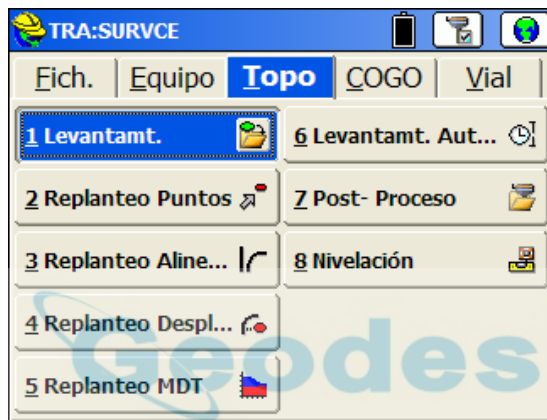 TRA:SURVCE
Fich. Equipo Topo COGO Vial
1 Levantamt.
6 Levantamt. Aut...
2 Replanteo Puntos
7 Post- Proceso
3 Replanteo Aline...
8 Nivelación
4 Replanteo Despl...
5 Replanteo MDT
Geodes